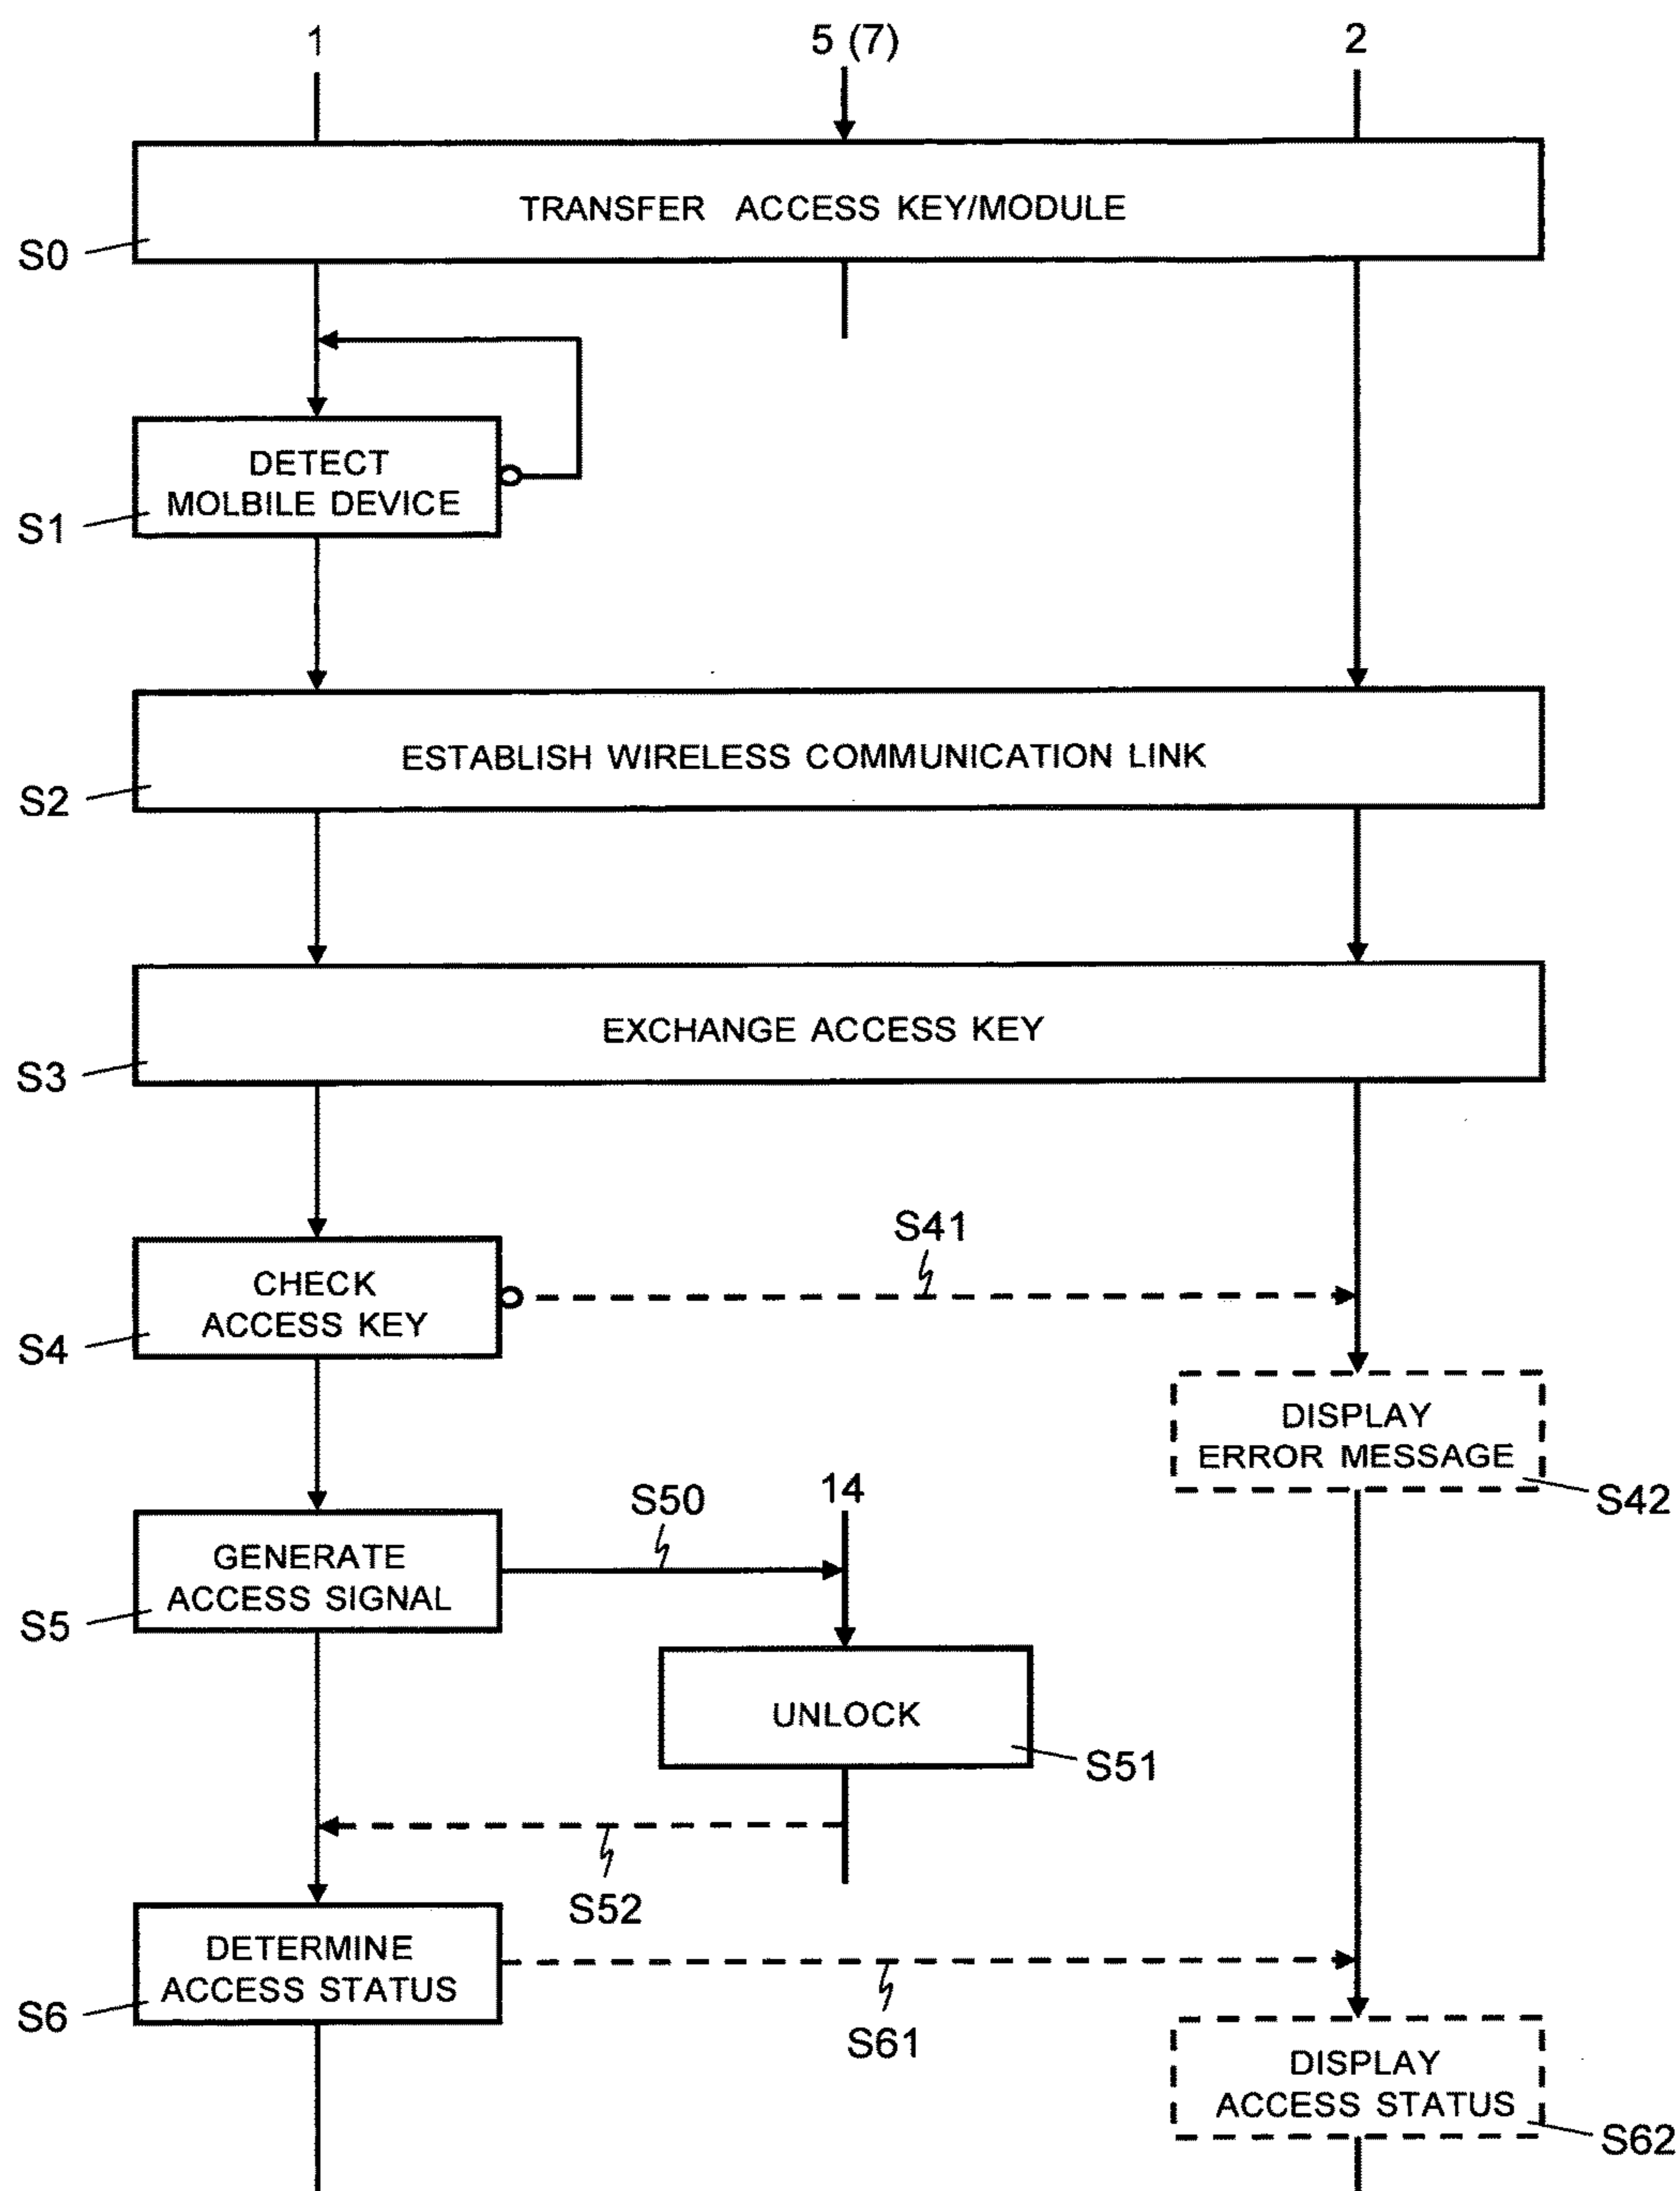 1
5 (7)
2
TRANSFER ACCESS KEY/MODULE
S0
DETECT
MOLBILE DEVICE
S1
ESTABLISH WIRELESS COMMUNICATION LINK
S2
EXCHANGE ACCESS KEY
S3
S41
CHECK
ACCESS KEY
S4
DISPLAY
ERROR MESSAGE
S42
S50
14
GENERATE
ACCESS SIGNAL
S5
UNLOCK
S51
S52
DETERMINE
ACCESS STATUS
S6
S61
DISPLAY
ACCESS STATUS
S62